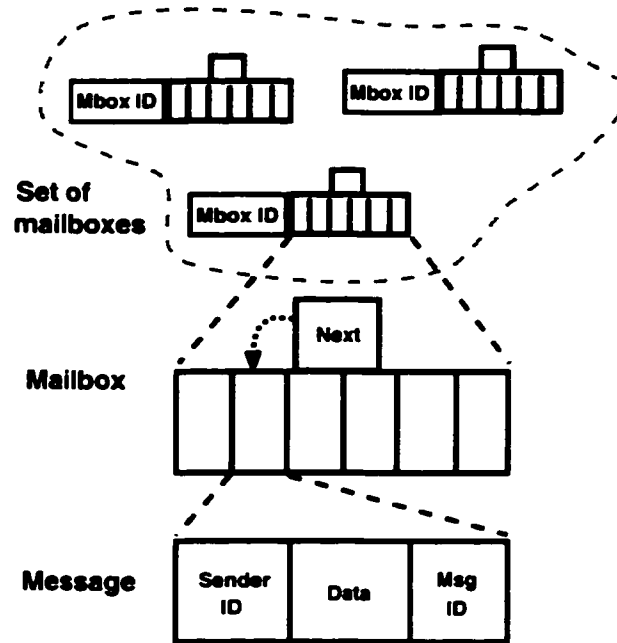 Mbox ID
Mbox ID
Set of
mailboxes
Mbox ID
Next
Mailbox
Message
Sender
ID
Data
Msg
ID